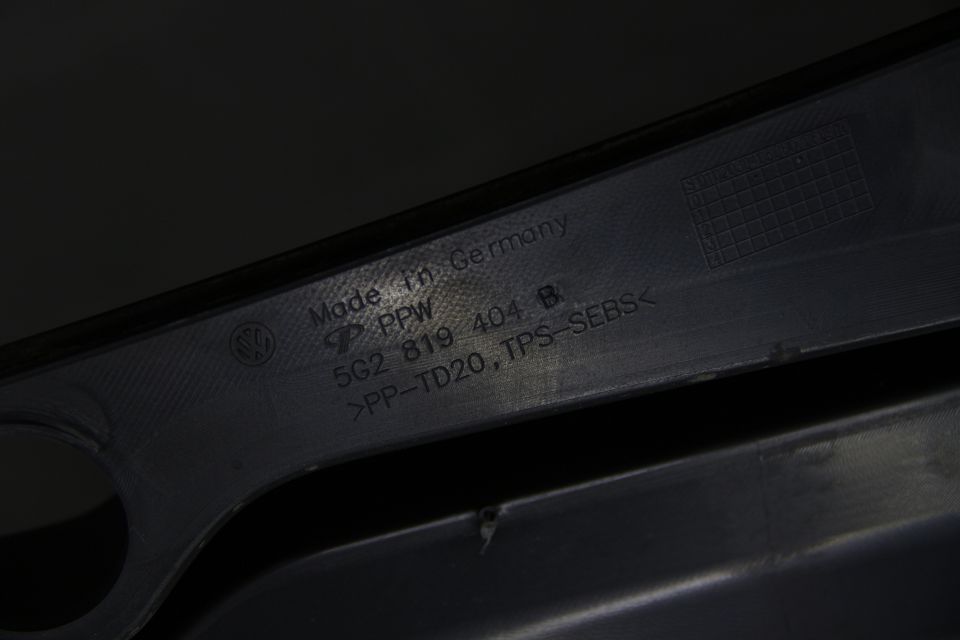 Made in Germany
PPW
5G2 819 404 B
>PP-TD20,TPS-SEBS<